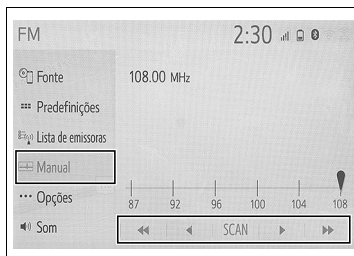 FM 2:30
Fonte 108.00 MHz
Predefinições
Lista de emissoras
Manual
Opções
87 92 96 100 104 108
Som SCAN